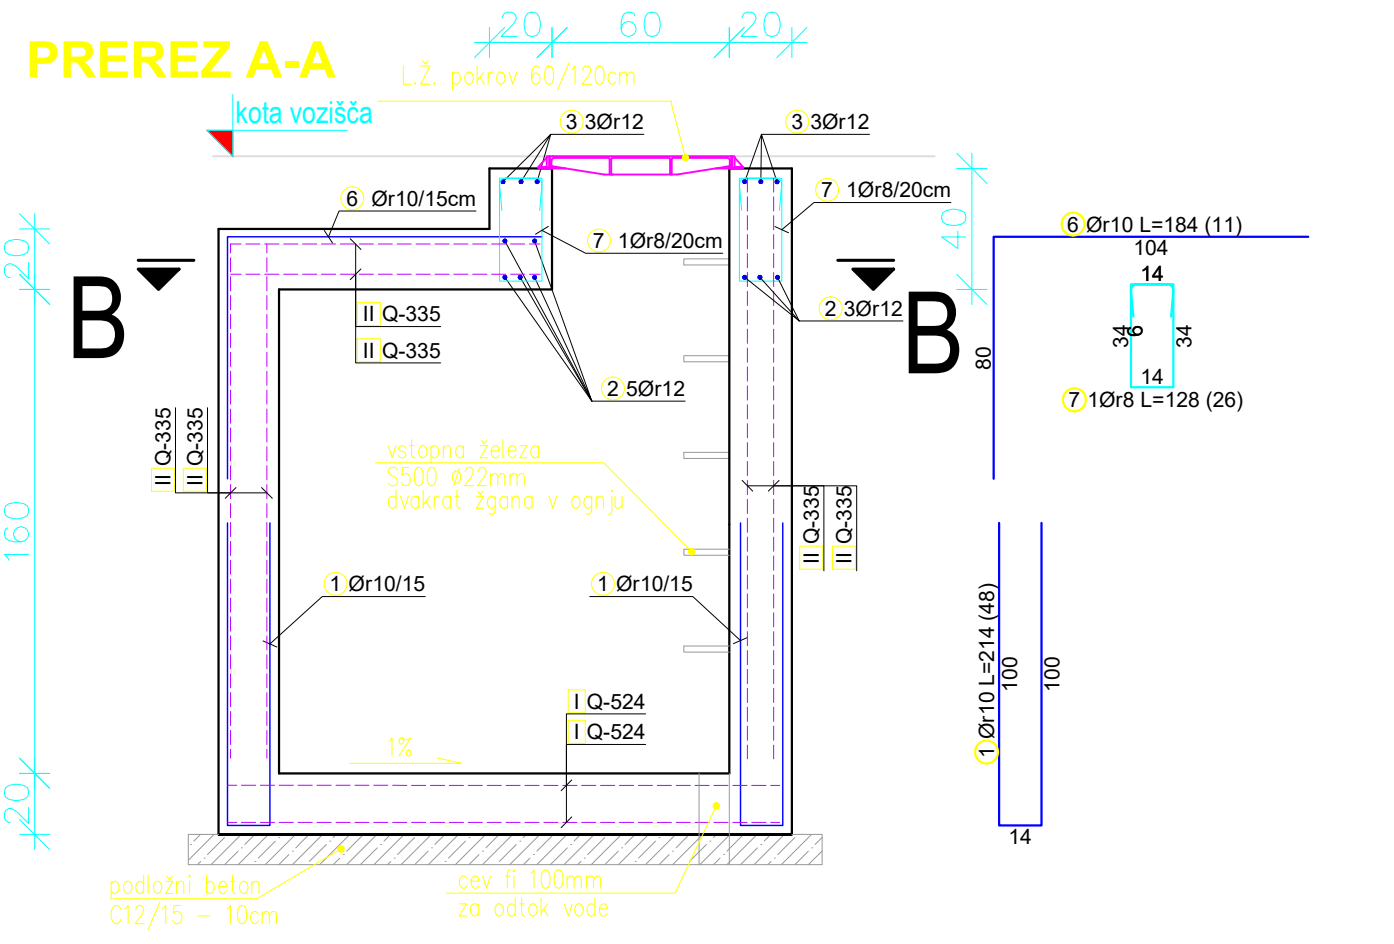 PREREZ A-A
20 60 20
L.Ž. pokrov 60/120cm
kota vozišča
3 3Ør12
3 3Ør12
6 Ør10/15cm
7 1Ør8/20cm
7 1Ør8/20cm
40
20
B
B
II Q-335
II Q-335
2 3Ør12
2 5Ør12
II Q-335
II Q-335
vstopna železa
S500 Ø22mm
dvakrat žgana v ognju
160
II Q-335
II Q-335
1 Ør10/15
1 Ør10/15
I Q-524
I Q-524
1%
20
podložni beton
C12/15 - 10cm
cev fi 100mm
za odtok vode
6 Ør10 L=184 (11)
104
80
14
34
6
34
14
7 1Ør8 L=128 (26)
1 Ør10 L=214 (48)
100
100
14